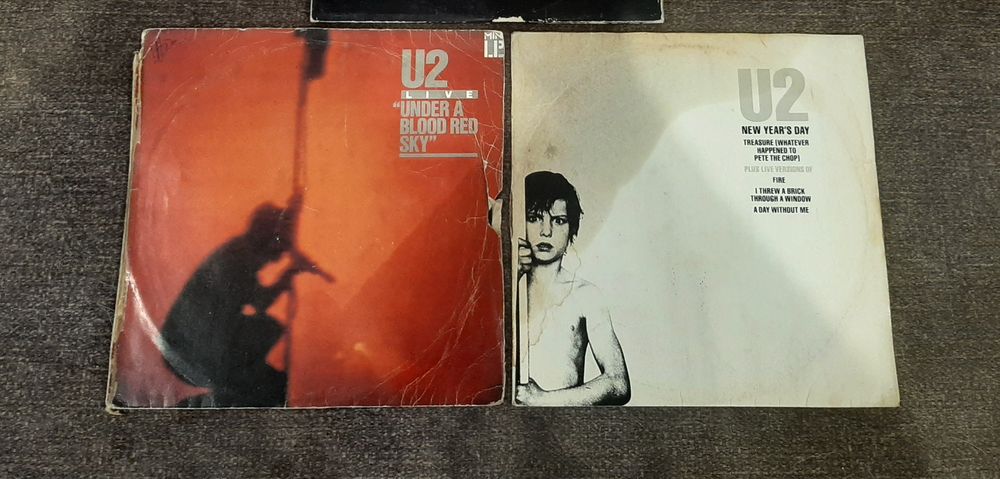 MINI
LP
U2
LIVE
"UNDER A
BLOOD RED
SKY"
U2
NEW YEAR'S DAY
TREASURE (WHATEVER
HAPPENED TO
PETE THE CHOP)
PLUS LIVE VERSIONS OF
FIRE
I THREW A BRICK
THROUGH A WINDOW
A DAY WITHOUT ME